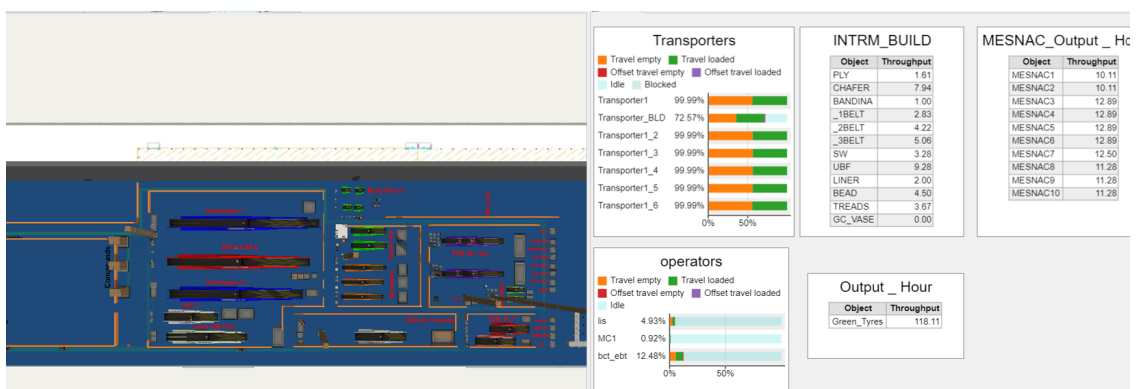 Transporters
Travel empty Travel loaded
Offset travel empty Offset travel loaded
Idle Blocked
Transporter1 99.99%
Transporter_BLD 72.57%
Transporter1_2 99.99%
Transporter1_3 99.99%
Transporter1_4 99.99%
Transporter1_5 99.99%
Transporter1_6 99.99%
0% 50%
INTRM_BUILD
Object Throughput
PLY 1.61
CHAFER 7.94
BANDINA 1.00
_1BELT 2.83
_2BELT 4.22
_3BELT 5.06
SW 3.28
UBF 9.28
LINER 2.00
BEAD 4.50
TREADS 3.67
GC_VASE 0.00
MESNAC_Output _ Ho
Object Throughput
MESNAC1 10.11
MESNAC2 10.11
MESNAC3 12.89
MESNAC4 12.89
MESNAC5 12.89
MESNAC6 12.89
MESNAC7 12.50
MESNAC8 11.28
MESNAC9 11.28
MESNAC10 11.28
operators
Travel empty Travel loaded
Offset travel empty Offset travel loaded
Idle
lis 4.93%
MC1 0.92%
bct_ebt 12.48%
0% 50%
Output _ Hour
Object Throughput
Green_Tyres 118.11